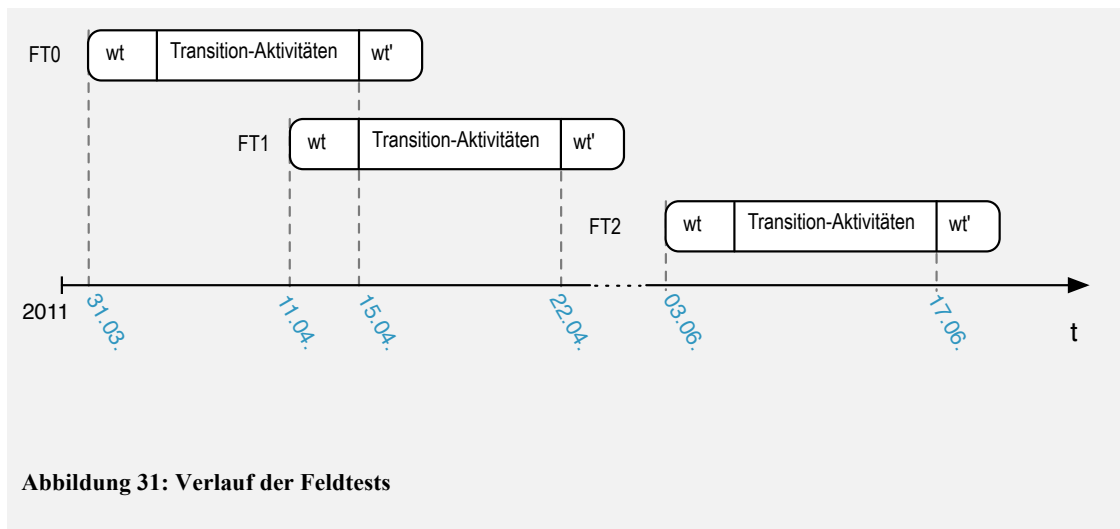 FT0 wt Transition-Aktivitäten wt'
FT1 wt Transition-Aktivitäten wt'
FT2 wt Transition-Aktivitäten wt'
2011 31.03. 11.04. 15.04. 22.04. 03.06. 17.06. t
Abbildung 31: Verlauf der Feldtests